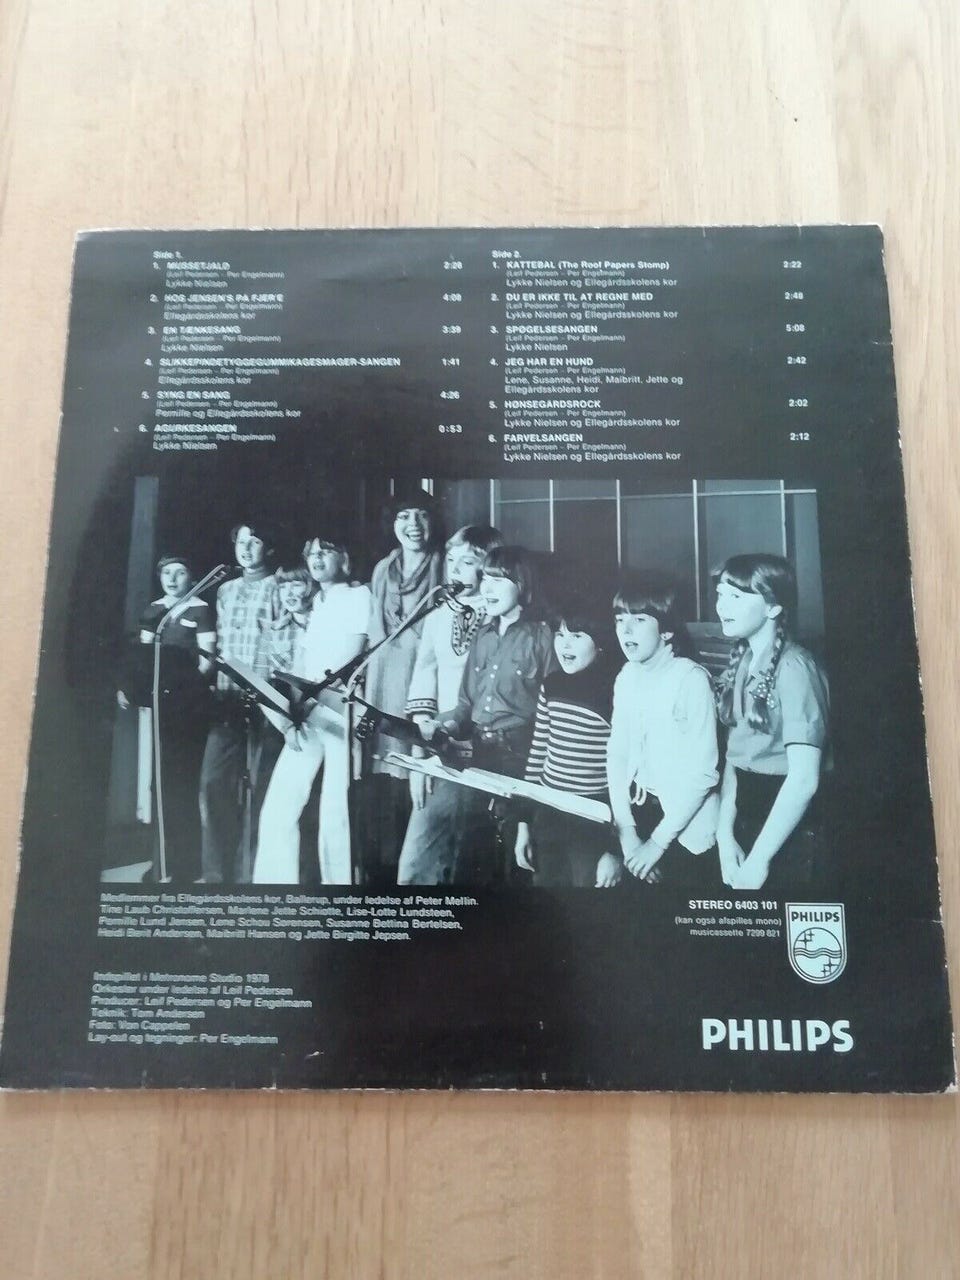 Side 1.
1. MUSSETJALD 2:28
(Leif Pedersen - Per Engelmann)
Lykke Nielsen
2. HOS JENSEN'S PÅ FJER'E 4:08
(Leif Pedersen - Per Engelmann)
Ellegårdsskolens kor
3. EN TÆNKESANG 3:39
(Leif Pedersen - Per Engelmann)
Lykke Nielsen
4. SLIKKEPINDETYGGEGUMMIKAGESMAGER-SANGEN 1:41
(Leif Pedersen - Per Engelmann)
Ellegårdsskolens kor
5. SYNG EN SANG 4:26
(Leif Pedersen - Per Engelmann)
Pernille og Ellegårdsskolens kor
6. AGURKESANGEN 0:53
(Leif Pedersen - Per Engelmann)
Lykke Nielsen
Side 2.
1. KATTEBAL (The Roof Papers Stomp) 2:22
(Leif Pedersen - Per Engelmann)
Lykke Nielsen og Ellegårdsskolens kor
2. DU ER IKKE TIL AT REGNE MED 2:48
(Leif Pedersen - Per Engelmann)
Lykke Nielsen og Ellegårdsskolens kor
3. SPØGELSESANGEN 5:08
(Leif Pedersen - Per Engelmann)
Lykke Nielsen
4. JEG HAR EN HUND 2:42
(Leif Pedersen - Per Engelmann)
Lene, Susanne, Heidi, Maibritt, Jette og
Ellegårdsskolens kor
5. HØNSEGÅRDSROCK 2:02
(Leif Pedersen - Per Engelmann)
Lykke Nielsen og Ellegårdsskolens kor
6. FARVELSANGEN 2:12
(Leif Pedersen - Per Engelmann)
Lykke Nielsen og Ellegårdsskolens kor
Medlemmer fra Ellegårdsskolens kor, Ballerup, under ledelse af Peter Mellin.
Tine Laub Christoffersen, Malene Jette Schiøtte, Lise-Lotte Lundsteen,
Pernille Lund Jensen, Lene Schou Sørensen, Susanne Bettina Bertelsen,
Heidi Berit Andersen, Maibritt Hansen og Jette Birgitte Jepsen.
Indspillet i Metronome Studio 1978
Orkester under ledelse af Leif Pedersen
Producer: Leif Pedersen og Per Engelmann
Teknik: Tom Andersen
Foto: Van Cappelen
Lay-out og tegninger: Per Engelmann
STEREO 6403 101
(kan også afspilles mono)
musicassette 7299 821
PHILIPS
PHILIPS